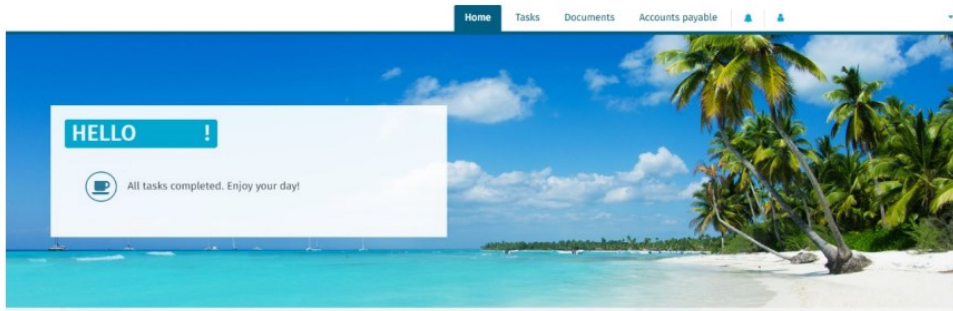 Home Tasks Documents Accounts payable
HELLO !
All tasks completed. Enjoy your day!